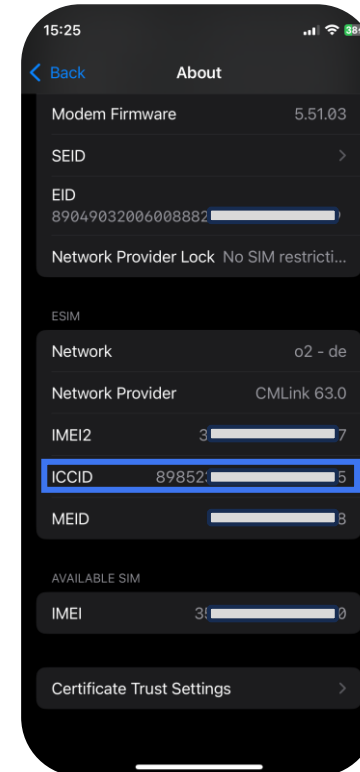 15:25
38
Back
About
Modem Firmware 5.51.03
SEID
EID
89049032006008882
Network Provider Lock No SIM restricti...
ESIM
Network o2 - de
Network Provider CMLink 63.0
IMEI2 3 7
ICCID 89852 5
MEID 8
AVAILABLE SIM
IMEI 35 0
Certificate Trust Settings